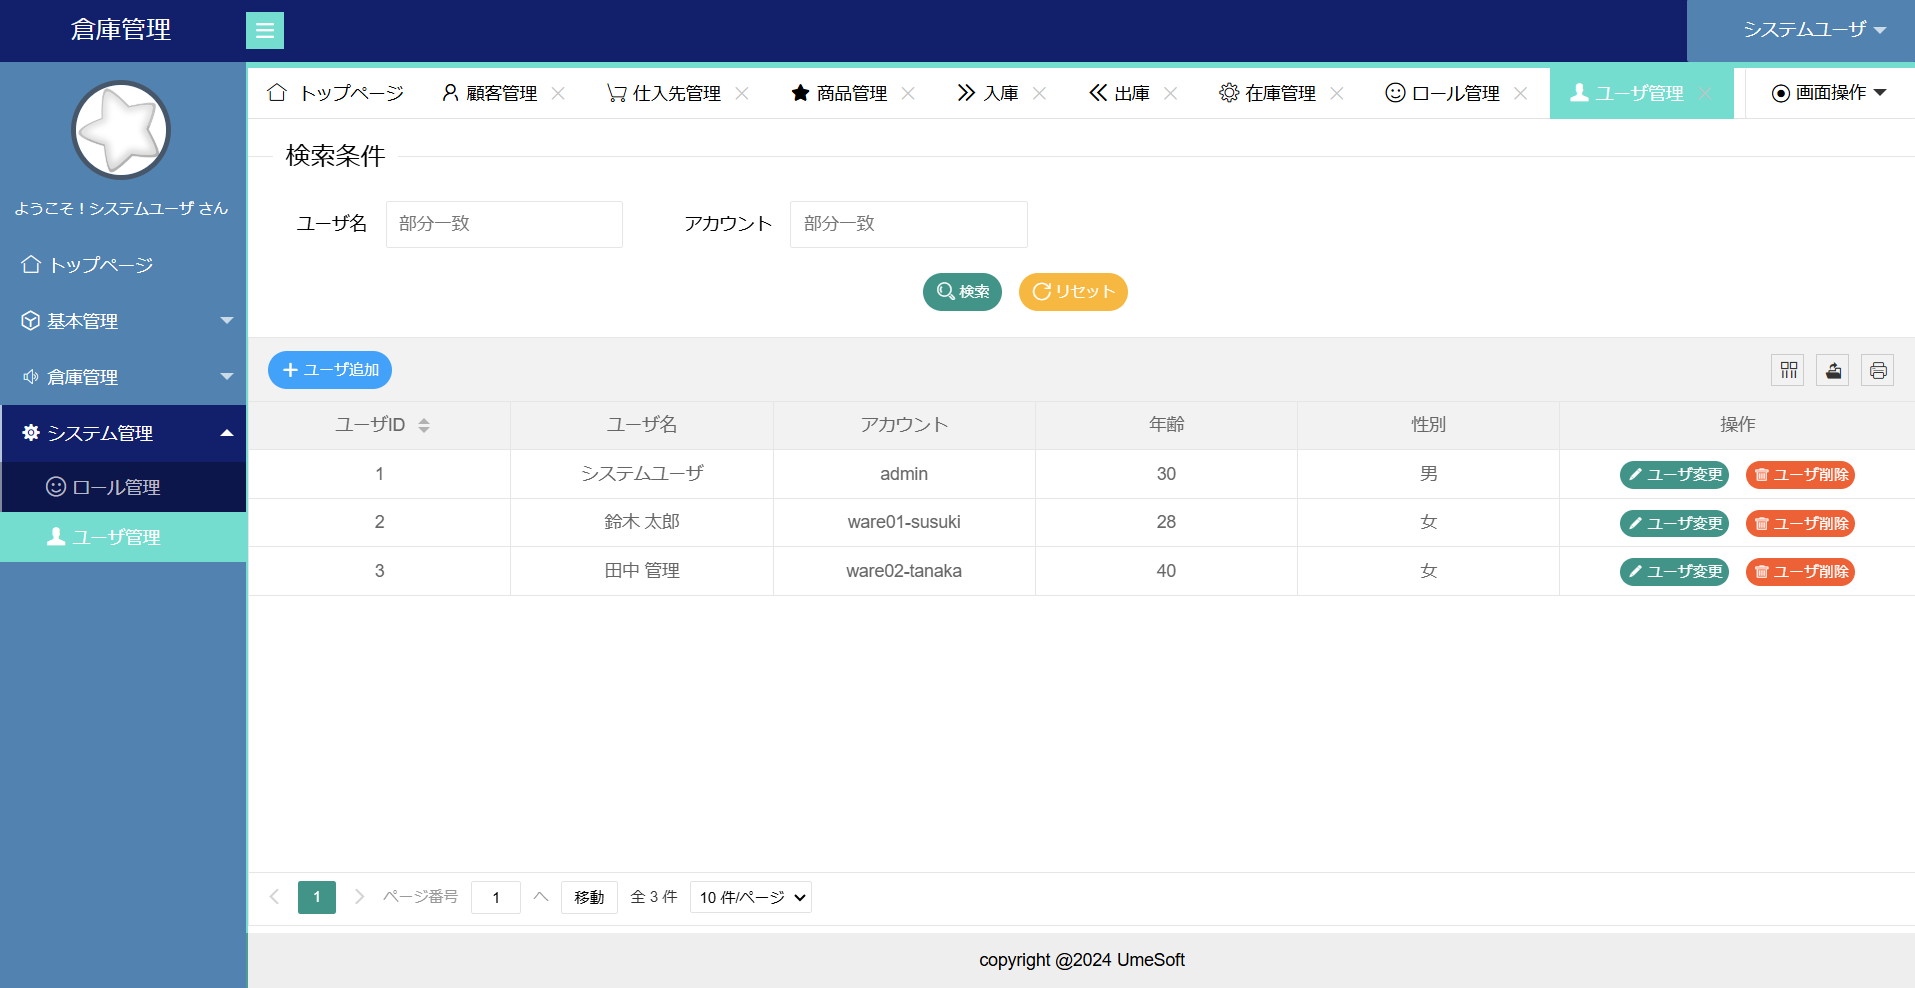 倉庫管理
システムユーザ
ようこそ！システムユーザ さん
トップページ
基本管理
倉庫管理
システム管理
ロール管理
ユーザ管理
トップページ 顧客管理 仕入先管理 商品管理 入庫 出庫 在庫管理 ロール管理 ユーザ管理 画面操作
検索条件
ユーザ名 部分一致 アカウント 部分一致
検索 リセット
ユーザ追加
ユーザID ユーザ名 アカウント 年齢 性別 操作
1 システムユーザ admin 30 男 ユーザ変更 ユーザ削除
2 鈴木 太郎 ware01-susuki 28 女 ユーザ変更 ユーザ削除
3 田中 管理 ware02-tanaka 40 女 ユーザ変更 ユーザ削除
1 ページ番号 1 へ 移動 全 3 件 10 件/ページ
copyright @2024 UmeSoft